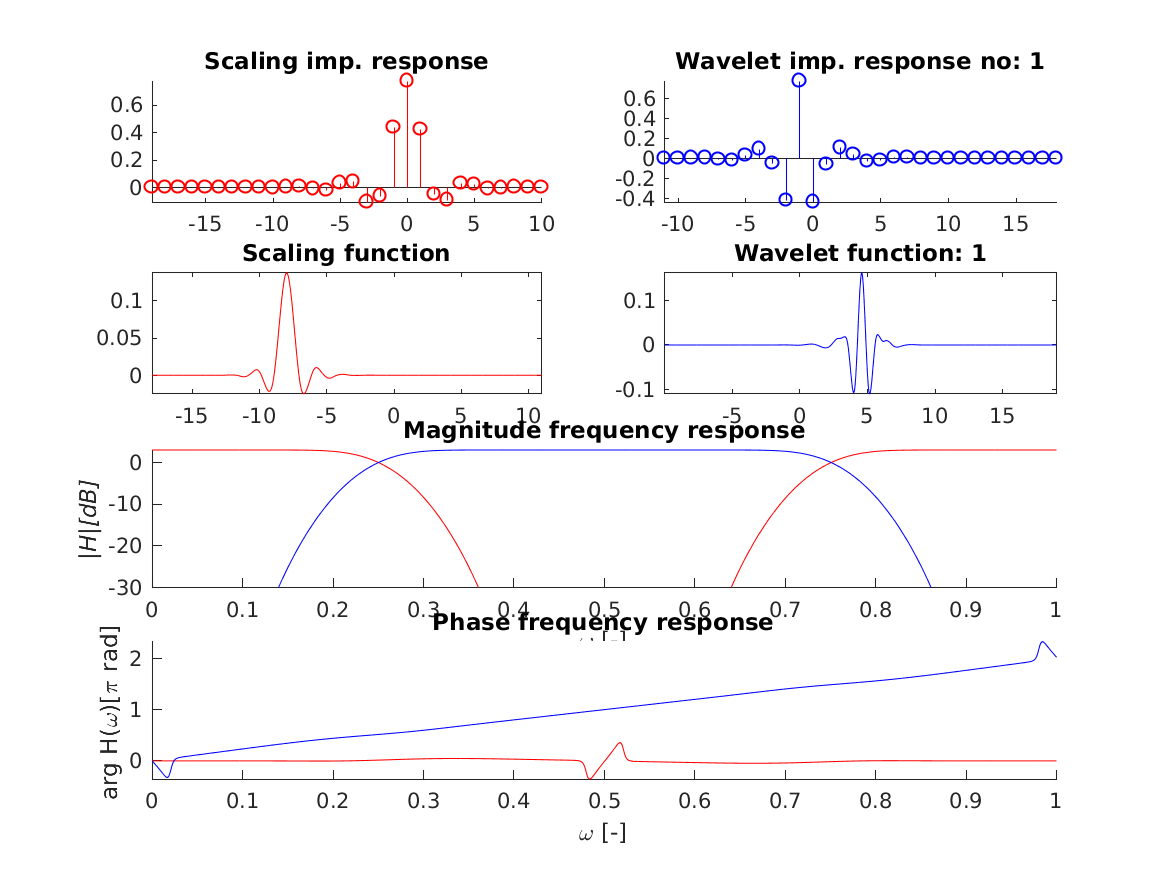 Scaling imp. response
0.6
0.4
0.2
0
-15 -10 -5 0 5 10
Wavelet imp. response no: 1
0.6
0.4
0.2
0
-0.2
-0.4
-10 -5 0 5 10 15
Scaling function
0.1
0.05
0
-15 -10 -5 0 5 10
Wavelet function: 1
0.1
0
-0.1
-5 0 5 10 15
Magnitude frequency response
|H|[dB]
0
-10
-20
-30
0 0.1 0.2 0.3 0.4 0.5 0.6 0.7 0.8 0.9 1
Phase frequency response
arg H(ω)[π rad]
2
1
0
0 0.1 0.2 0.3 0.4 0.5 0.6 0.7 0.8 0.9 1
ω [-]